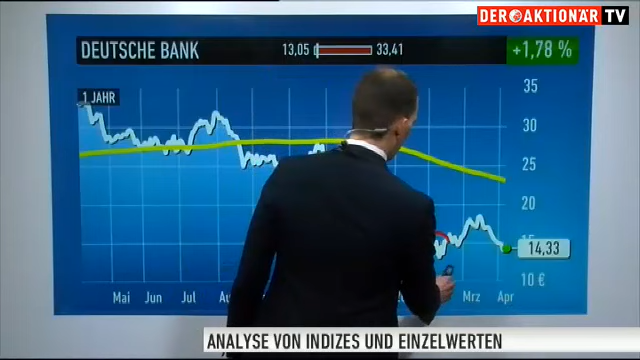 DER AKTIONÄR TV
DEUTSCHE BANK 13,05 33,41 +1,78 %
1 JAHR
35
30
25
20
14,33
10 €
Mai Jun Jul Mrz Apr
ANALYSE VON INDIZES UND EINZELWERTEN